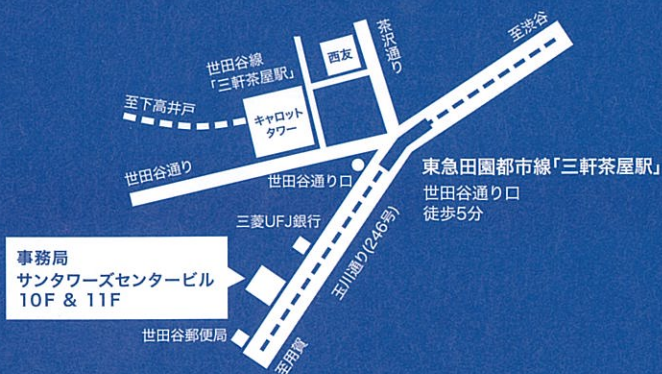 至渋谷
茶沢通り
西友
世田谷線
「三軒茶屋駅」
至下高井戸
キャロット
タワー
東急田園都市線「三軒茶屋駅」
世田谷通り口
徒歩5分
世田谷通り
世田谷通り口
三菱UFJ銀行
玉川通り(246号)
事務局
サンタワーズセンタービル
10F & 11F
世田谷郵便局
至用賀